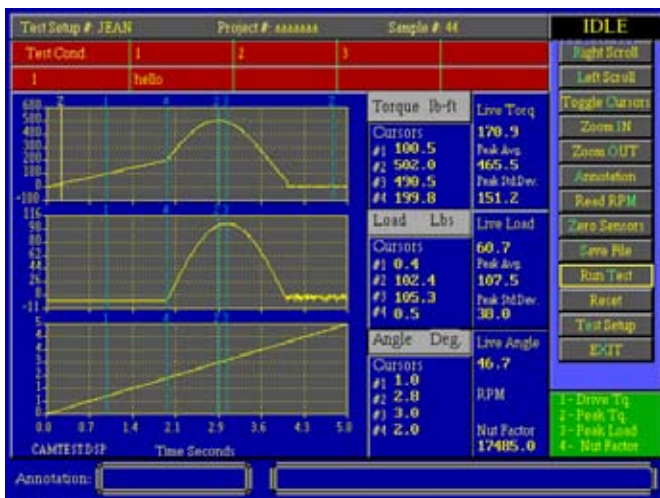 Test Setup #: JEAN Project #: aaaaaaa Sample #: 44 IDLE
Test Cond. 1 2 3
1 hello
Right Scroll
Left Scroll
Toggle Cursors
Zoom IN
Zoom OUT
Annotation
Read RPM
Zero Sensors
Save File
Run Test
Reset
Test Setup
EXIT
Torque lb-ft Live Torq
Cursors 170.9
#1 100.5 Peak Avg.
#2 502.0 465.5
#3 490.5 Peak Std.Dev.
#4 199.8 151.2
Load Lbs Live Load
Cursors 60.7
#1 0.4 Peak Avg.
#2 102.4 107.5
#3 105.3 Peak Std.Dev.
#4 0.5 38.0
Angle Deg. Live Angle
Cursors 46.7
#1 1.0
#2 2.8 RPM
#3 3.0 Nut Factor
#4 2.0 17485.0
600
500
400
300
200
100
0
-100
116
98
80
62
44
26
8
-11
0.0 0.7 1.4 2.1 2.9 3.6 4.3 5.0
CAMTEST.DSP Time Seconds
1 - Drive Tq.
2 - Peak Tq.
3 - Peak Load
4 - Nut Factor
Annotation: